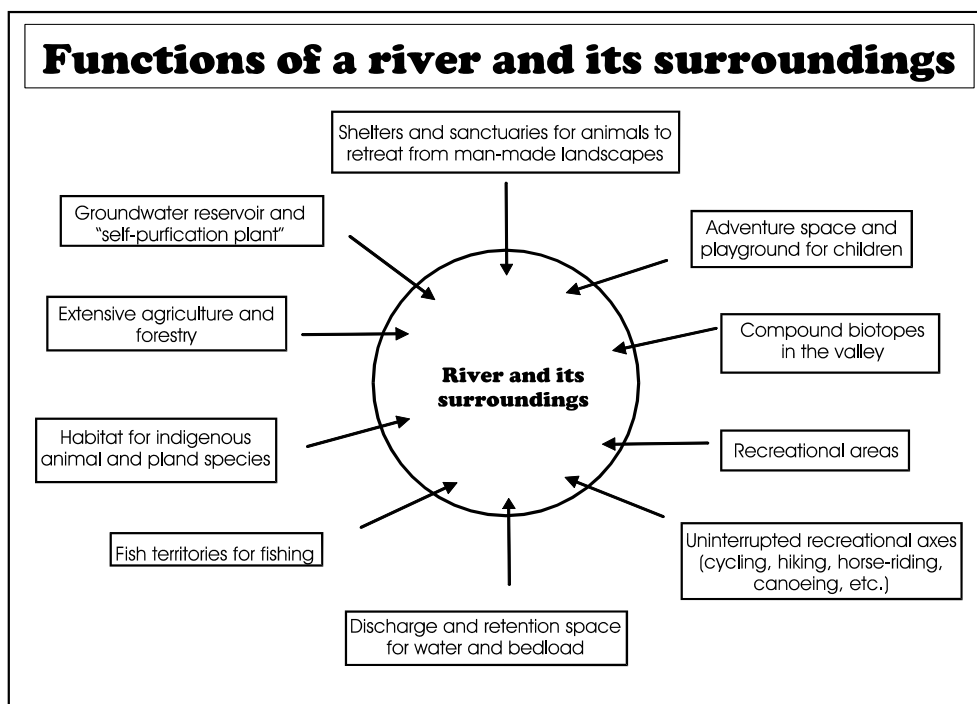 Functions of a river and its surroundings
Shelters and sanctuaries for animals to
retreat from man-made landscapes
Groundwater reservoir and
"self-purfication plant"
Adventure space and
playground for children
Extensive agriculture and
forestry
Compound biotopes
in the valley
River and its
surroundings
Habitat for indigenous
animal and pland species
Recreational areas
Fish territories for fishing
Uninterrupted recreational axes
(cycling, hiking, horse-riding,
canoeing, etc.)
Discharge and retention space
for water and bedload